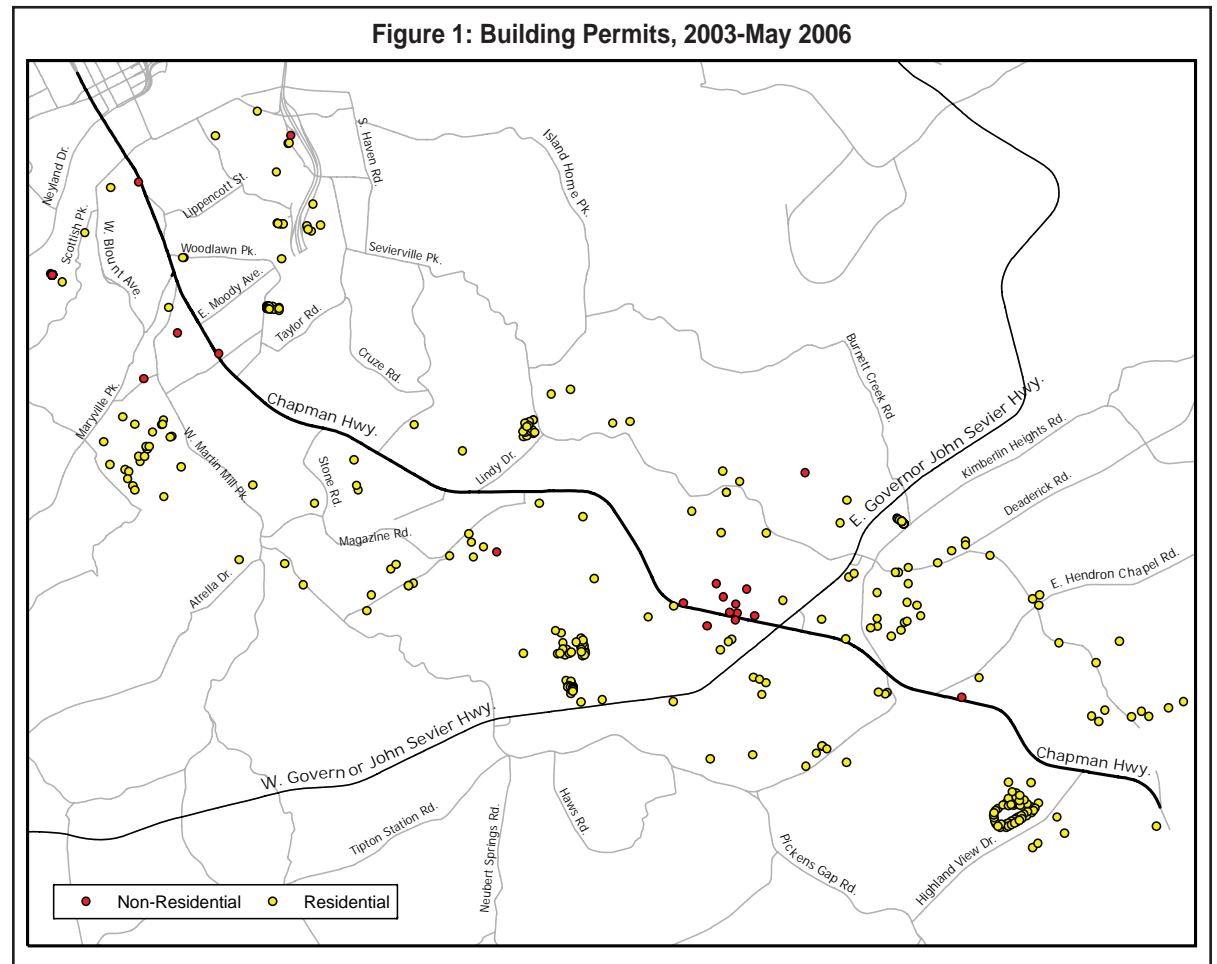 Figure 1: Building Permits, 2003-May 2006
Neyland Dr.
Scottish Pk.
W. Blount Ave.
Lippencott St.
S. Haven Rd.
Island Home Pk.
Woodlawn Pk.
Sevierville Pk.
E. Moody Ave.
Taylor Rd.
Cruze Rd.
Burnett Creek Rd.
Maryville Pk.
Chapman Hwy.
E. Governor John Sevier Hwy.
Kimberlin Heights Rd.
W. Martin Mill Pk.
Stone Rd.
Lindy Dr.
Deaderick Rd.
Magazine Rd.
E. Hendron Chapel Rd.
Atrella Dr.
W. Governor John Sevier Hwy.
Chapman Hwy.
Tipton Station Rd.
Neubert Springs Rd.
Haws Rd.
Pickens Gap Rd.
Highland View Dr.
Non-Residential
Residential